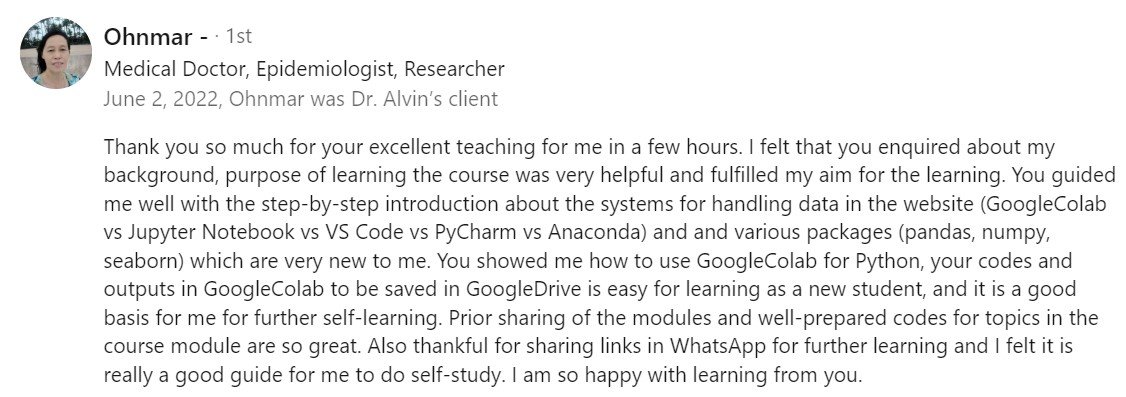 Ohnmar - · 1st
Medical Doctor, Epidemiologist, Researcher
June 2, 2022, Ohnmar was Dr. Alvin’s client
Thank you so much for your excellent teaching for me in a few hours. I felt that you enquired about my
background, purpose of learning the course was very helpful and fulfilled my aim for the learning. You guided
me well with the step-by-step introduction about the systems for handling data in the website (GoogleColab
vs Jupyter Notebook vs VS Code vs PyCharm vs Anaconda) and and various packages (pandas, numpy,
seaborn) which are very new to me. You showed me how to use GoogleColab for Python, your codes and
outputs in GoogleColab to be saved in GoogleDrive is easy for learning as a new student, and it is a good
basis for me for further self-learning. Prior sharing of the modules and well-prepared codes for topics in the
course module are so great. Also thankful for sharing links in WhatsApp for further learning and I felt it is
really a good guide for me to do self-study. I am so happy with learning from you.